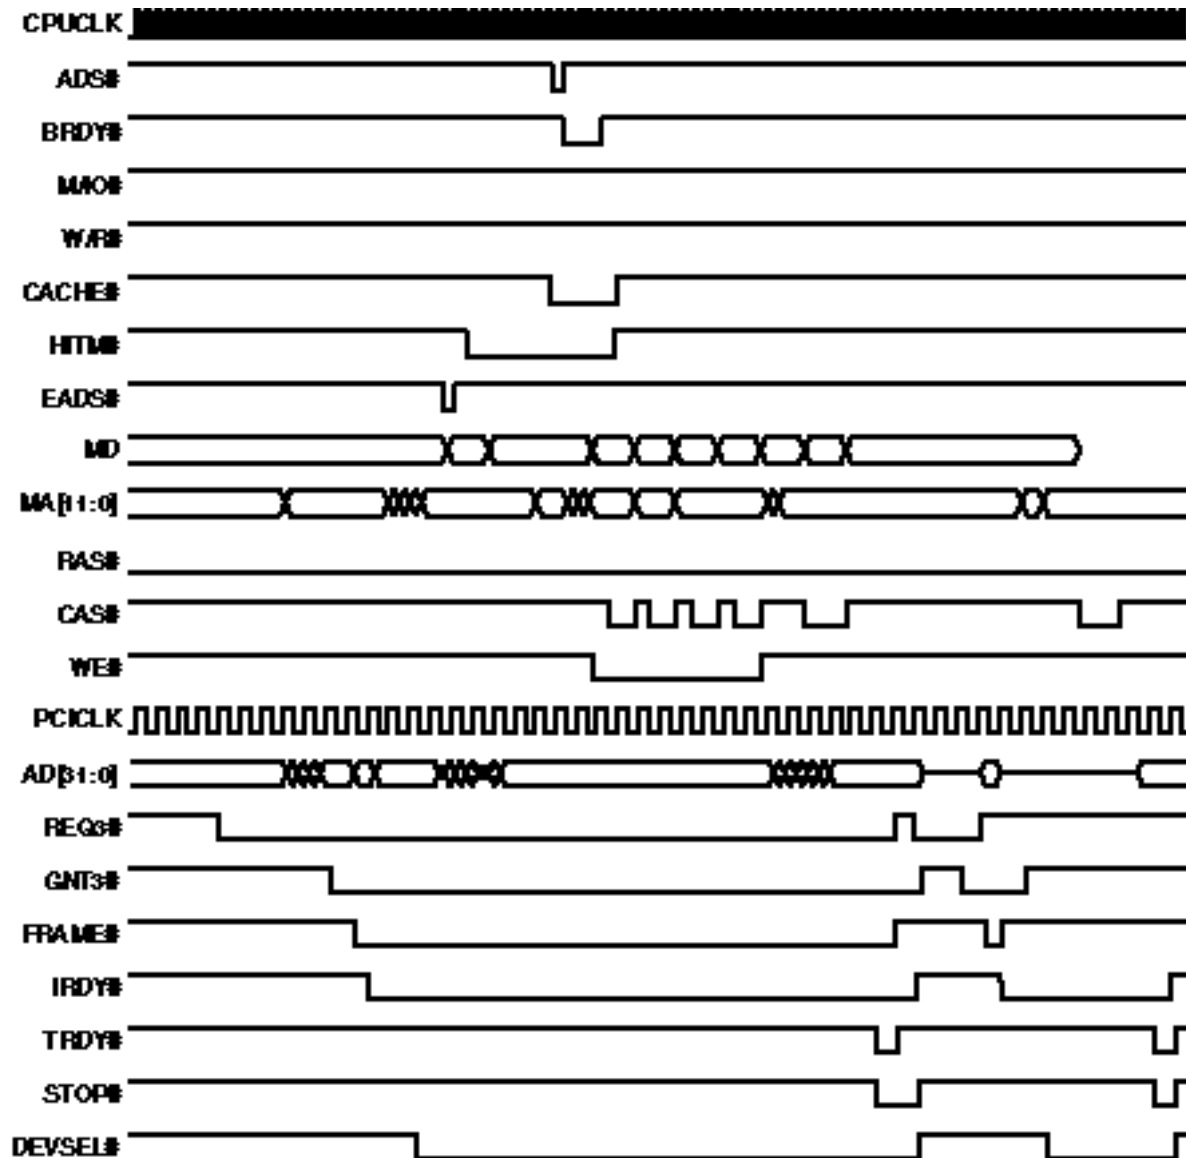 CPUCLK
ADS#
BRDY#
M/IO#
W/R#
CACHE#
HITM#
EADS#
MD
MA[11:0]
RAS#
CAS#
WE#
PCICLK
AD[31:0]
REQ3#
GNT3#
FRAME#
IRDY#
TRDY#
STOP#
DEVSEL#